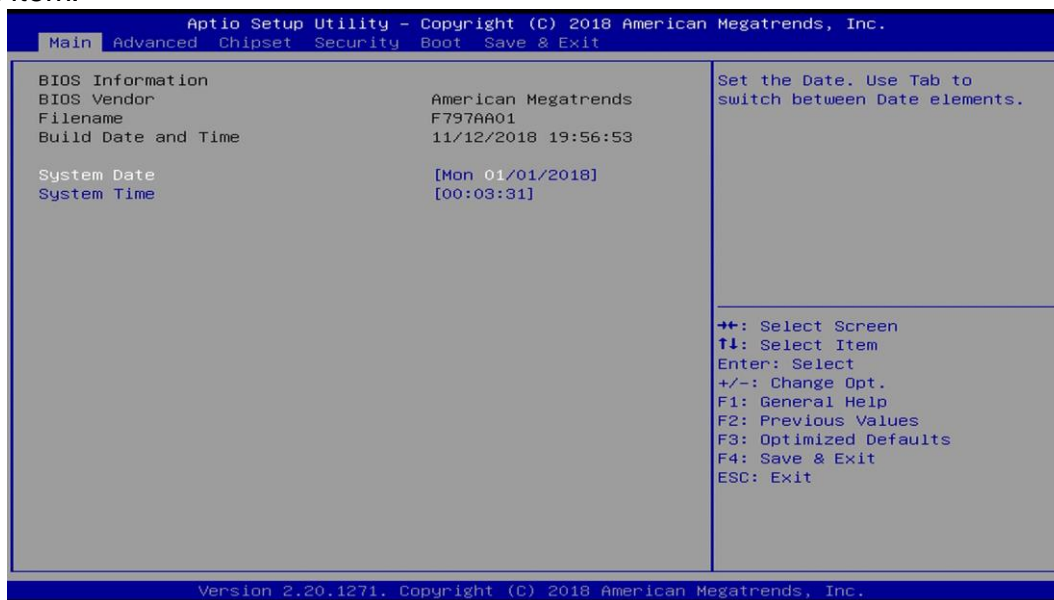 item.
Aptio Setup Utility – Copyright (C) 2018 American Megatrends, Inc.
Main Advanced Chipset Security Boot Save & Exit
BIOS Information
BIOS Vendor American Megatrends
Filename F797AA01
Build Date and Time 11/12/2018 19:56:53
System Date [Mon 01/01/2018]
System Time [00:03:31]
Set the Date. Use Tab to
switch between Date elements.
→←: Select Screen
↑↓: Select Item
Enter: Select
+/-: Change Opt.
F1: General Help
F2: Previous Values
F3: Optimized Defaults
F4: Save & Exit
ESC: Exit
Version 2.20.1271. Copyright (C) 2018 American Megatrends, Inc.